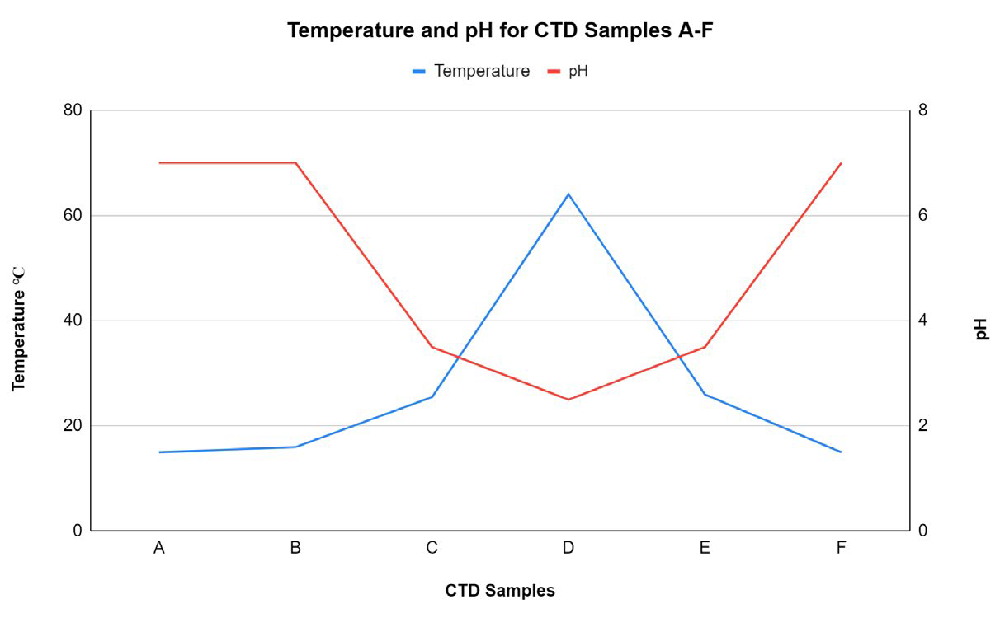 Temperature and pH for CTD Samples A-F
Temperature pH
80 8
60 6
40 4
20 2
0 0
Temperature ℃
pH
A B C D E F
CTD Samples